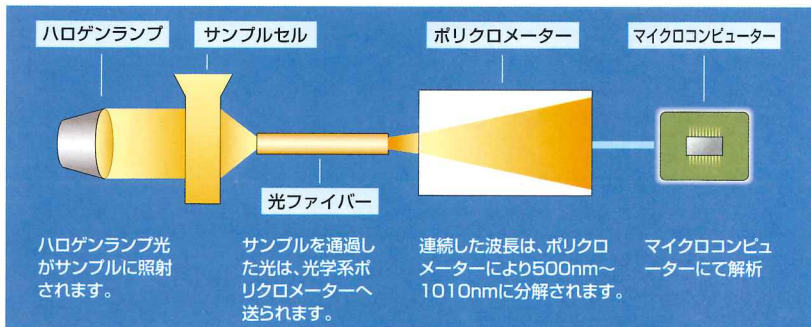 ハロゲンランプ
サンプルセル
ポリクロメーター
マイクロコンピューター
光ファイバー
ハロゲンランプ光
がサンプルに照射
されます。
サンプルを通過し
た光は、光学系ポ
リクロメーターへ
送られます。
連続した波長は、ポリクロ
メーターにより500nm〜
1010nmに分解されます。
マイクロコンピュ
ーターにて解析